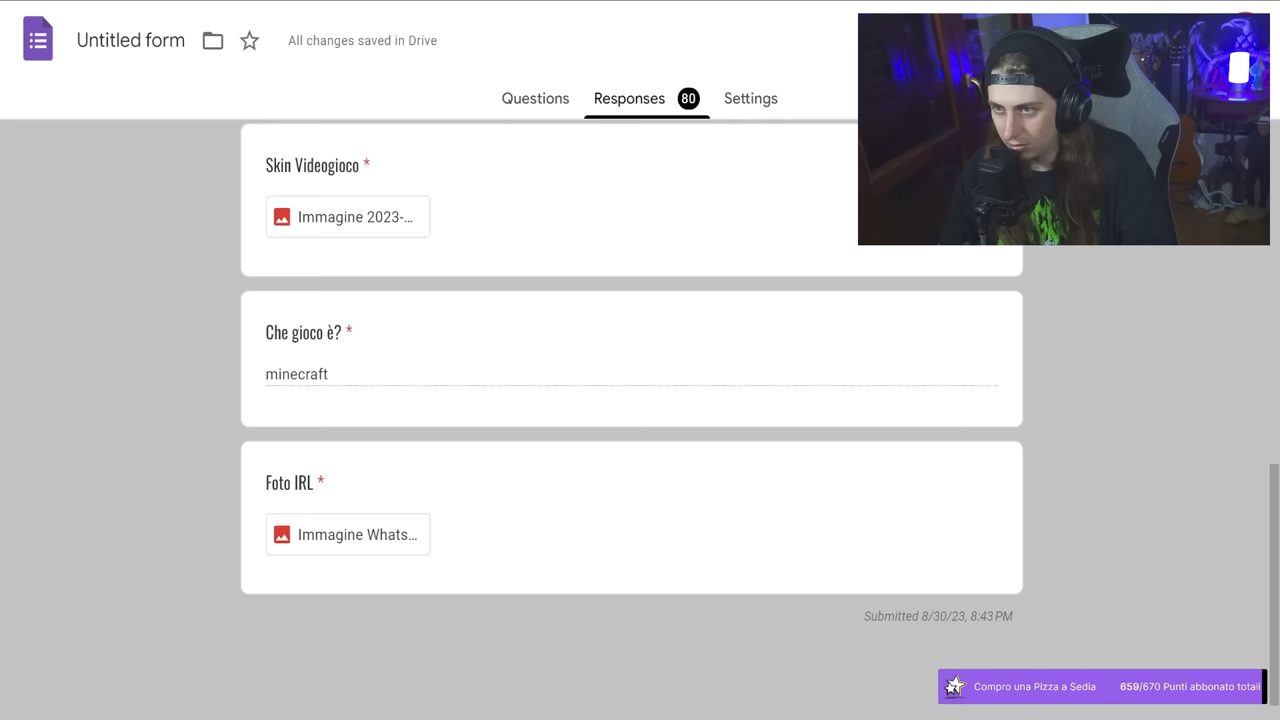 Untitled form
All changes saved in Drive
Questions
Responses 80
Settings
Skin Videogioco *
Immagine 2023-...
Che gioco è? *
minecraft
Foto IRL *
Immagine Whats...
Submitted 8/30/23, 8:43 PM
Compro una Pizza a Sedia 659/670 Punti abbonato totali